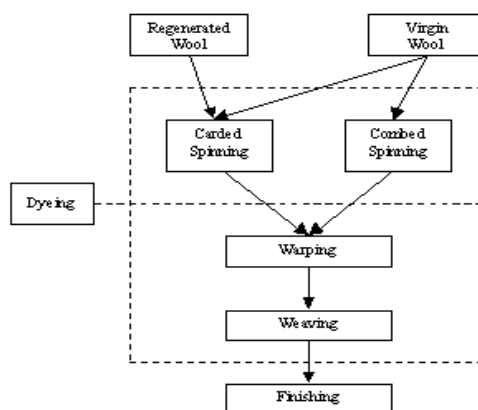 Regenerated
Wool
Virgin
Wool
Carded
Spinning
Combed
Spinning
Dyeing
Warping
Weaving
Finishing